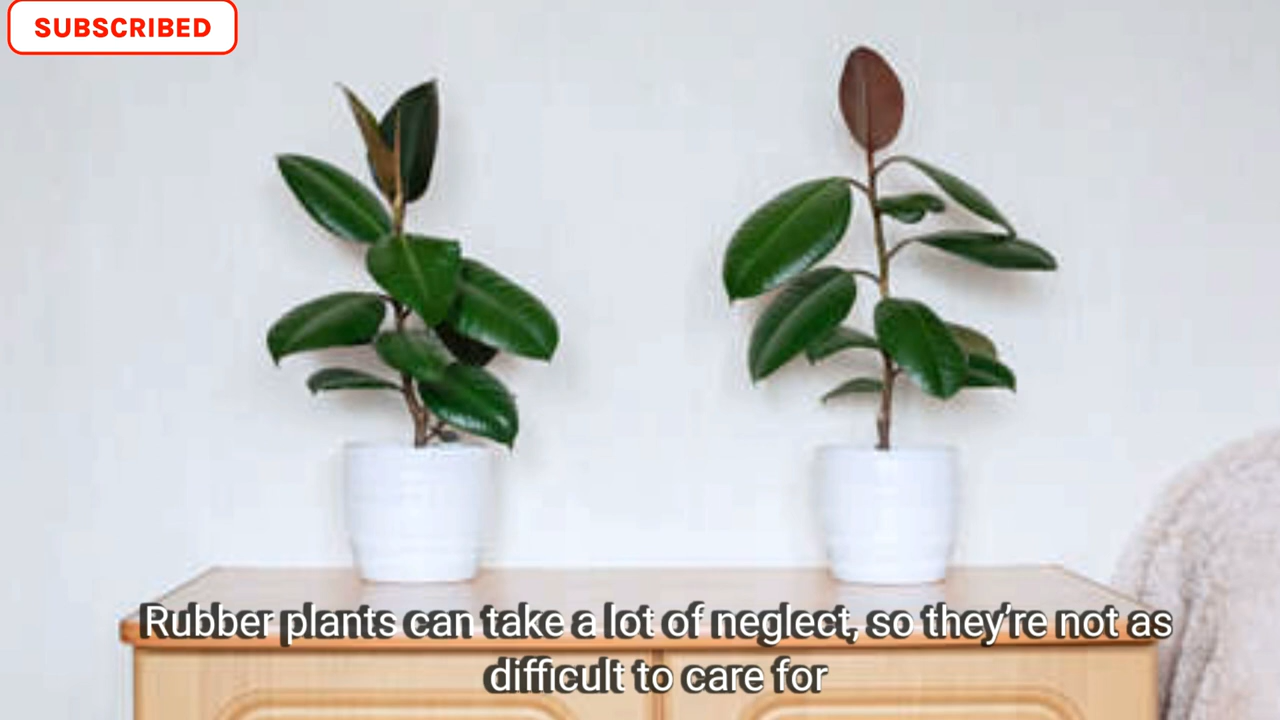 SUBSCRIBED
Rubber plants can take a lot of neglect, so they're not as
difficult to care for